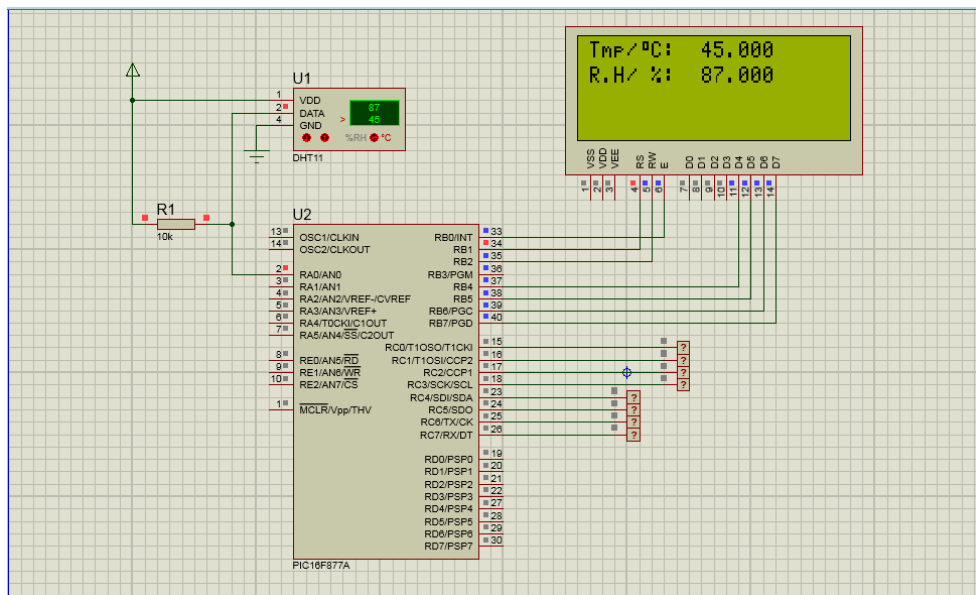 Tmp/ºC: 45.000
R.H/ %: 87.000
VSS
VDD
VEE
RS
RW
E
D0
D1
D2
D3
D4
D5
D6
D7
1
2
3
4
5
6
7
8
9
10
11
12
13
14
U1
1 VDD
2 DATA
4 GND
87
45
>
%RH °C
DHT11
R1
10k
U2
13 OSC1/CLKIN
14 OSC2/CLKOUT
2 RA0/AN0
3 RA1/AN1
4 RA2/AN2/VREF-/CVREF
5 RA3/AN3/VREF+
6 RA4/T0CKI/C1OUT
7 RA5/AN4/SS/C2OUT
8 RE0/AN5/RD
9 RE1/AN6/WR
10 RE2/AN7/CS
1 MCLR/Vpp/THV
RB0/INT 33
RB1 34
RB2 35
RB3/PGM 36
RB4 37
RB5 38
RB6/PGC 39
RB7/PGD 40
RC0/T1OSO/T1CKI 15
RC1/T1OSI/CCP2 16
RC2/CCP1 17
RC3/SCK/SCL 18
RC4/SDI/SDA 23
RC5/SDO 24
RC6/TX/CK 25
RC7/RX/DT 26
?
?
?
?
?
?
?
?
RD0/PSP0 19
RD1/PSP1 20
RD2/PSP2 21
RD3/PSP3 22
RD4/PSP4 27
RD5/PSP5 28
RD6/PSP6 29
RD7/PSP7 30
PIC16F877A